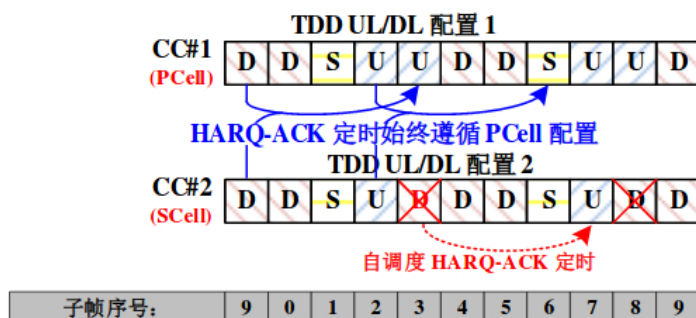 TDD UL/DL 配置 1
CC#1 D D S U U D D S U U D
(PCell)
HARQ-ACK 定时始终遵循 PCell 配置
TDD UL/DL 配置 2
CC#2 D D S U D D D S U D D
(SCell)
自调度 HARQ-ACK 定时
子帧序号: 9 0 1 2 3 4 5 6 7 8 9